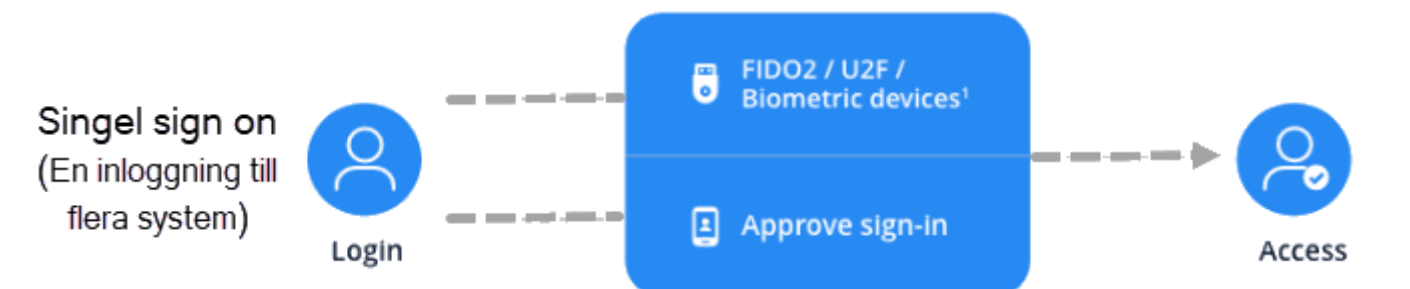 Singel sign on
(En inloggning till
flera system)
Login
FIDO2 / U2F /
Biometric devices¹
Approve sign-in
Access